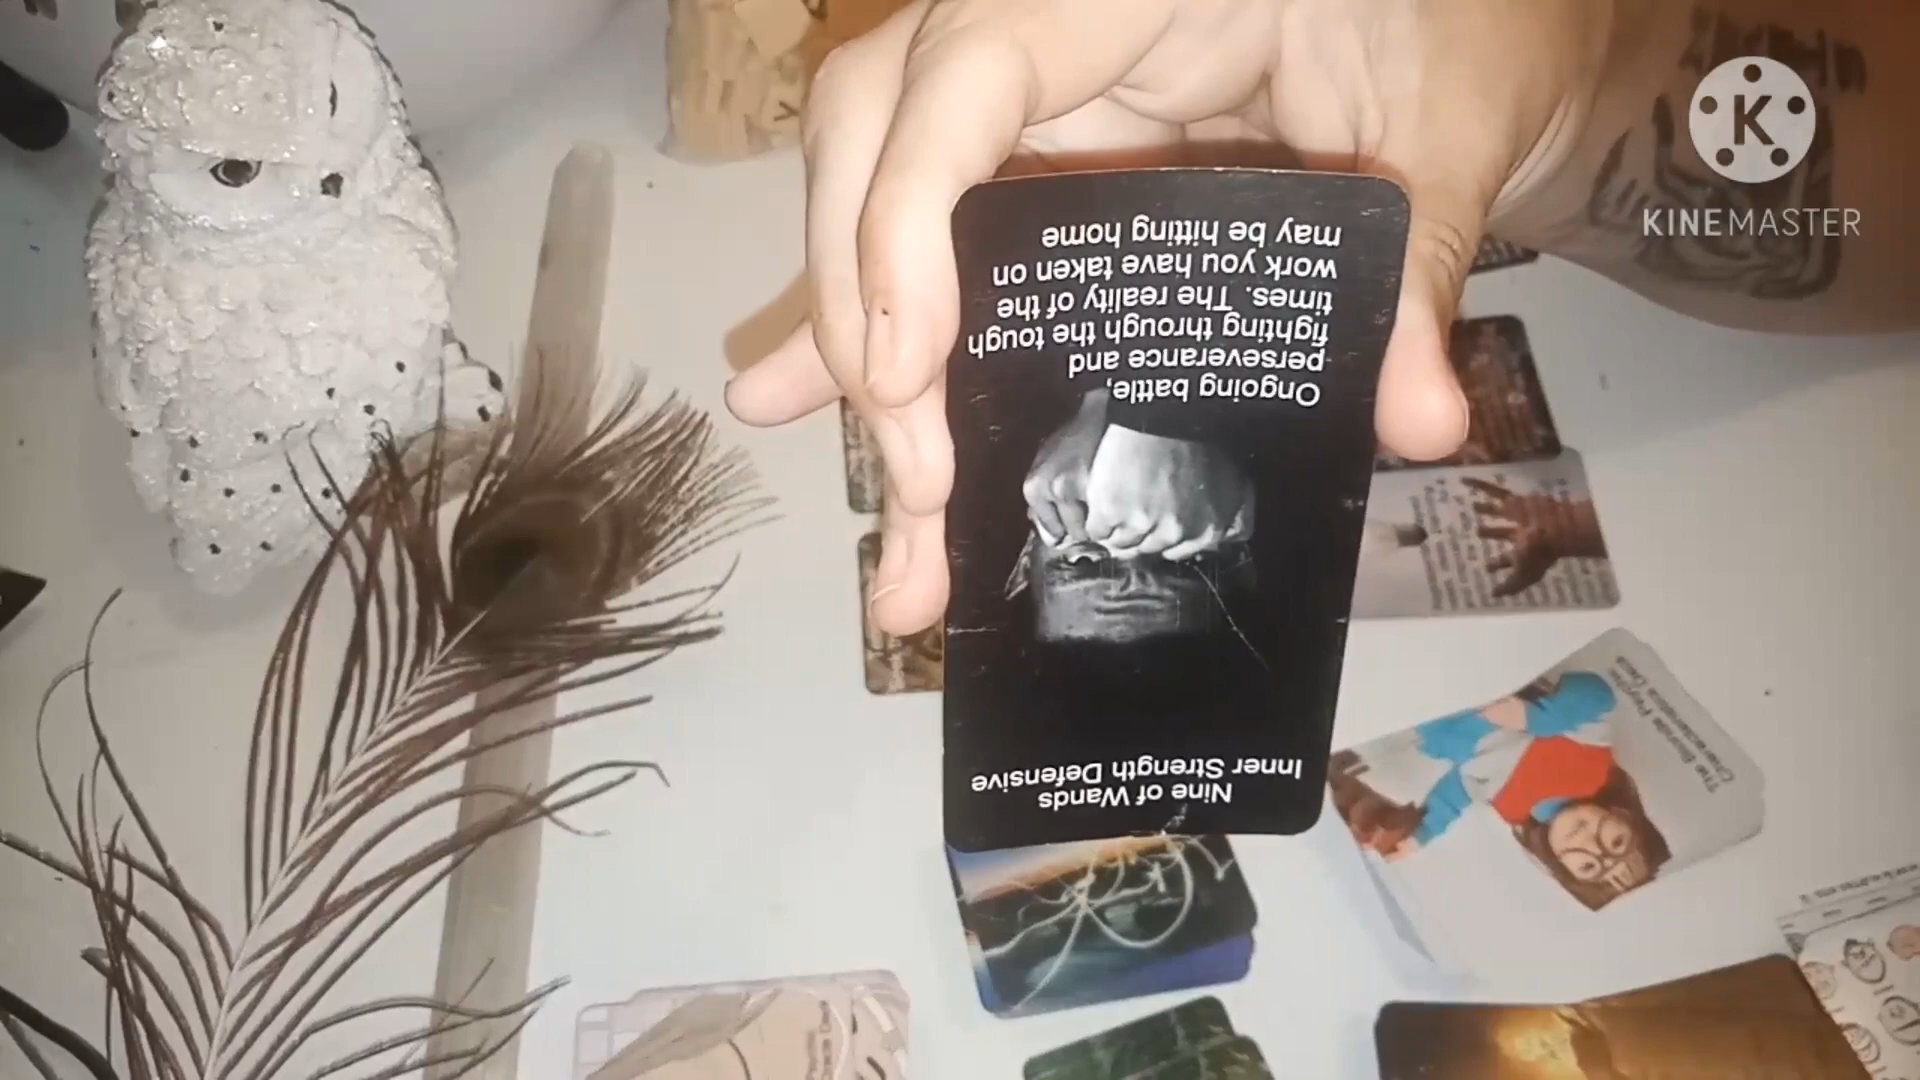 Nine of Wands
Inner Strength Defensive
Ongoing battle,
perseverance and
fighting through the tough
times. The reality of the
work you have taken on
may be hitting home
K
KINEMASTER